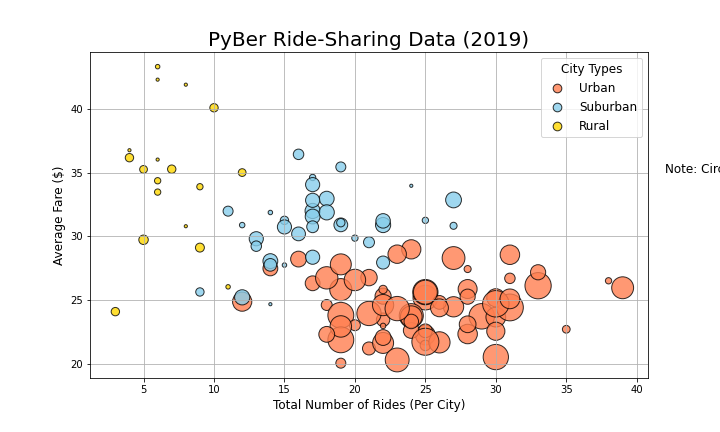 PyBer Ride-Sharing Data (2019)
City Types
Urban
Suburban
Rural
Average Fare ($)
40
35
30
25
20
Note:
5
10
15
20
25
30
35
40
Total Number of Rides (Per City)